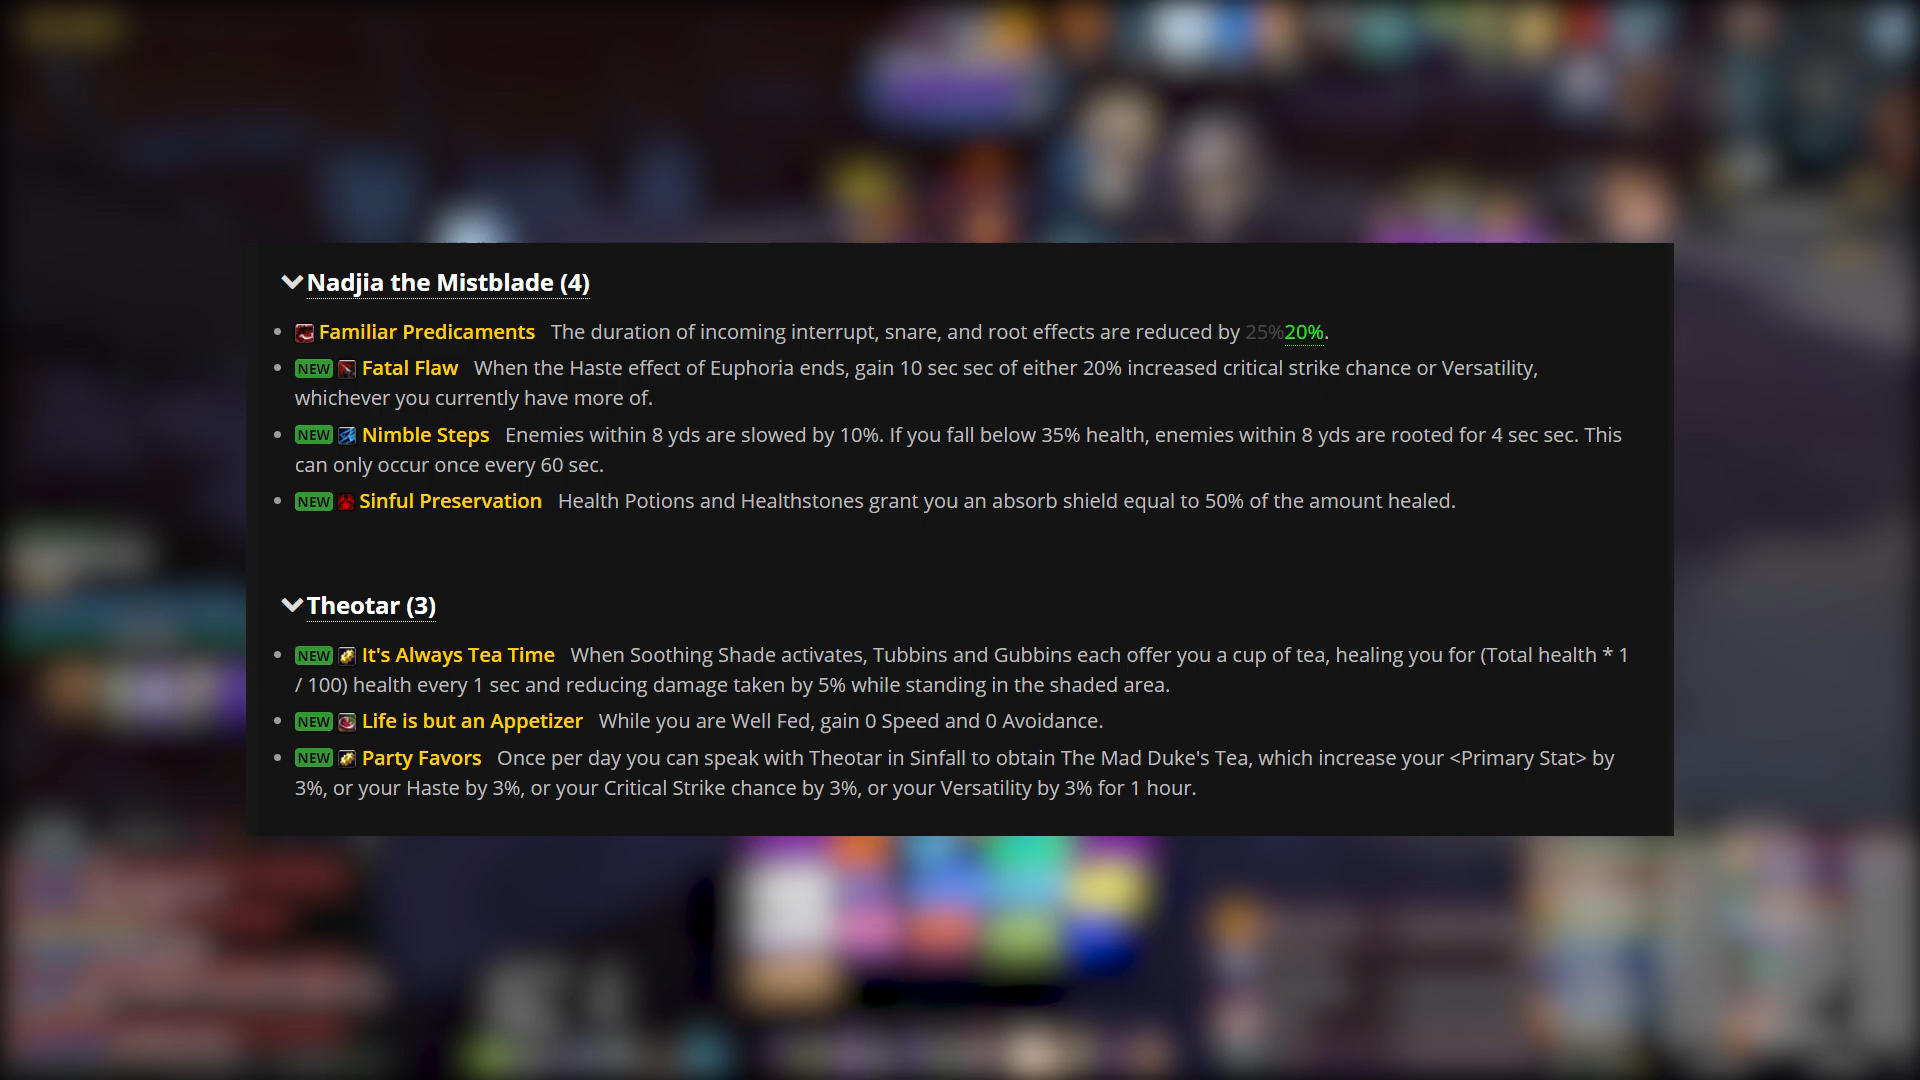 Nadjia the Mistblade (4)
Familiar Predicaments The duration of incoming interrupt, snare, and root effects are reduced by 25%20%.
NEW Fatal Flaw When the Haste effect of Euphoria ends, gain 10 sec sec of either 20% increased critical strike chance or Versatility,
whichever you currently have more of.
NEW Nimble Steps Enemies within 8 yds are slowed by 10%. If you fall below 35% health, enemies within 8 yds are rooted for 4 sec sec. This
can only occur once every 60 sec.
NEW Sinful Preservation Health Potions and Healthstones grant you an absorb shield equal to 50% of the amount healed.
Theotar (3)
NEW It's Always Tea Time When Soothing Shade activates, Tubbins and Gubbins each offer you a cup of tea, healing you for (Total health * 1
/ 100) health every 1 sec and reducing damage taken by 5% while standing in the shaded area.
NEW Life is but an Appetizer While you are Well Fed, gain 0 Speed and 0 Avoidance.
NEW Party Favors Once per day you can speak with Theotar in Sinfall to obtain The Mad Duke's Tea, which increase your <Primary Stat> by
3%, or your Haste by 3%, or your Critical Strike chance by 3%, or your Versatility by 3% for 1 hour.